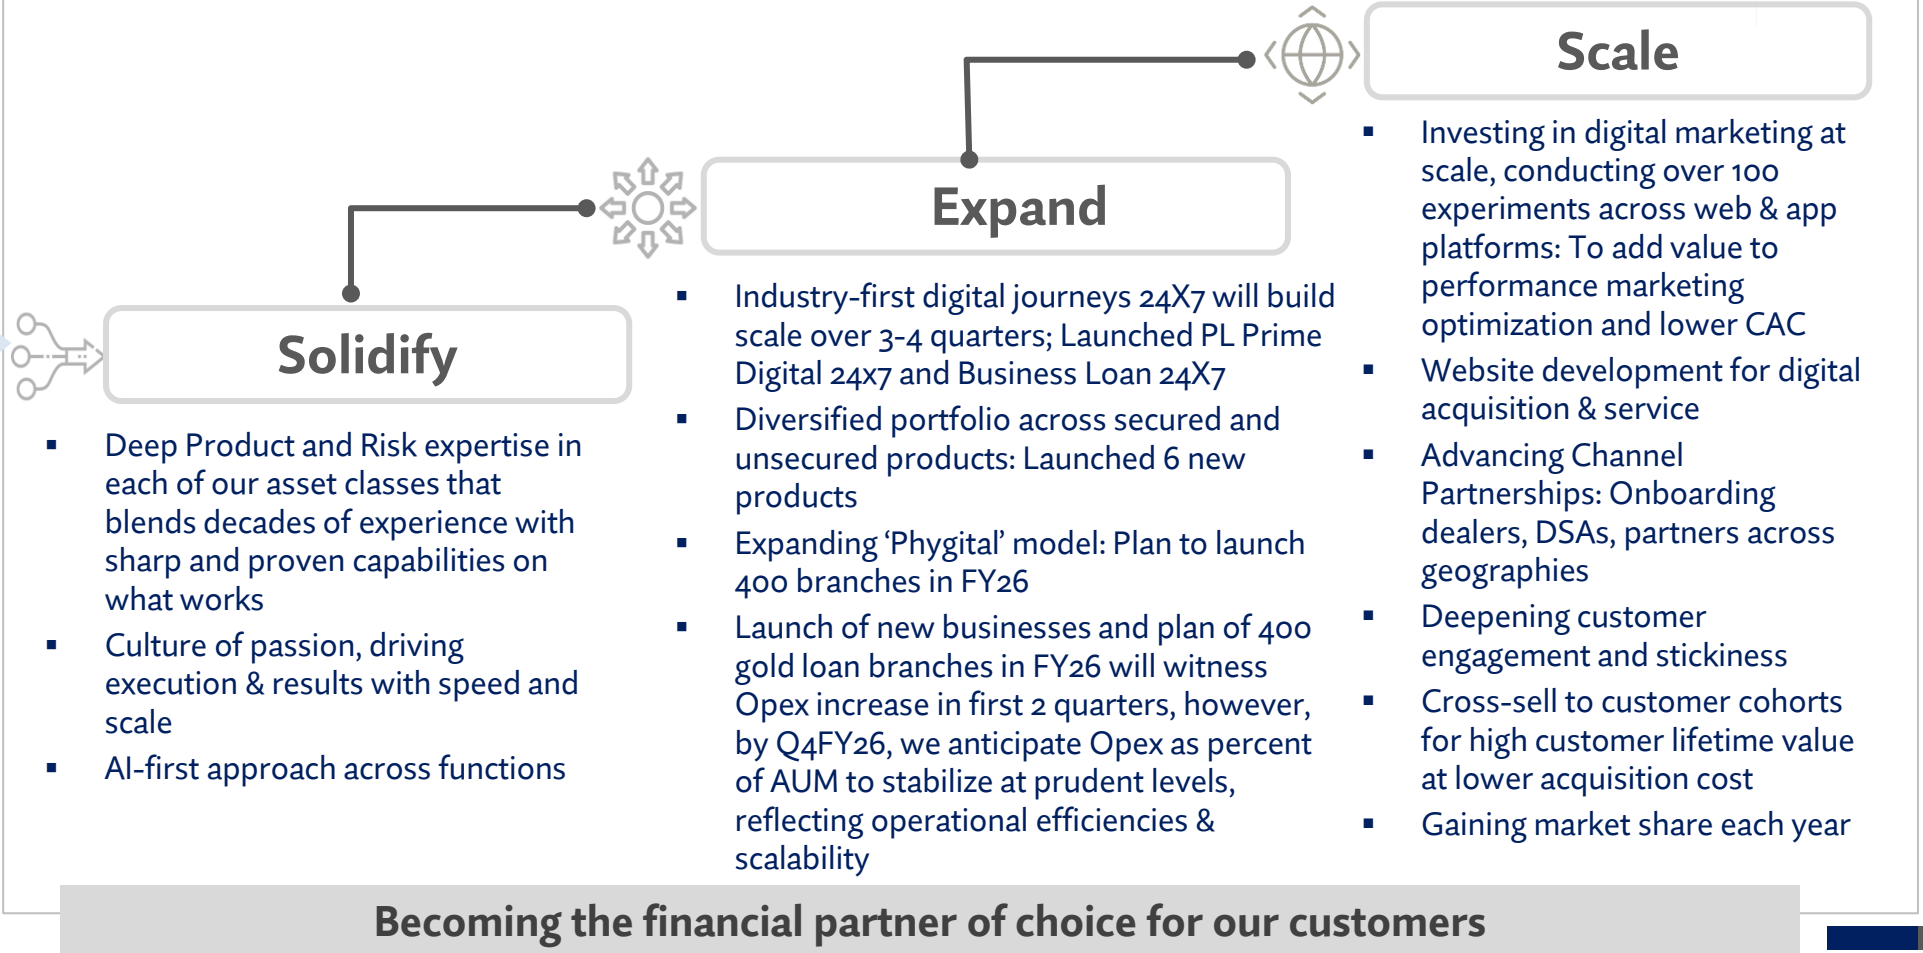 Solidify
Deep Product and Risk expertise in
each of our asset classes that
blends decades of experience with
sharp and proven capabilities on
what works
Culture of passion, driving
execution & results with speed and
scale
AI-first approach across functions
Expand
Industry-first digital journeys 24X7 will build
scale over 3-4 quarters; Launched PL Prime
Digital 24x7 and Business Loan 24X7
Diversified portfolio across secured and
unsecured products: Launched 6 new
products
Expanding ‘Phygital’ model: Plan to launch
400 branches in FY26
Launch of new businesses and plan of 400
gold loan branches in FY26 will witness
Opex increase in first 2 quarters, however,
by Q4FY26, we anticipate Opex as percent
of AUM to stabilize at prudent levels,
reflecting operational efficiencies &
scalability
Scale
Investing in digital marketing at
scale, conducting over 100
experiments across web & app
platforms: To add value to
performance marketing
optimization and lower CAC
Website development for digital
acquisition & service
Advancing Channel
Partnerships: Onboarding
dealers, DSAs, partners across
geographies
Deepening customer
engagement and stickiness
Cross-sell to customer cohorts
for high customer lifetime value
at lower acquisition cost
Gaining market share each year
Becoming the financial partner of choice for our customers